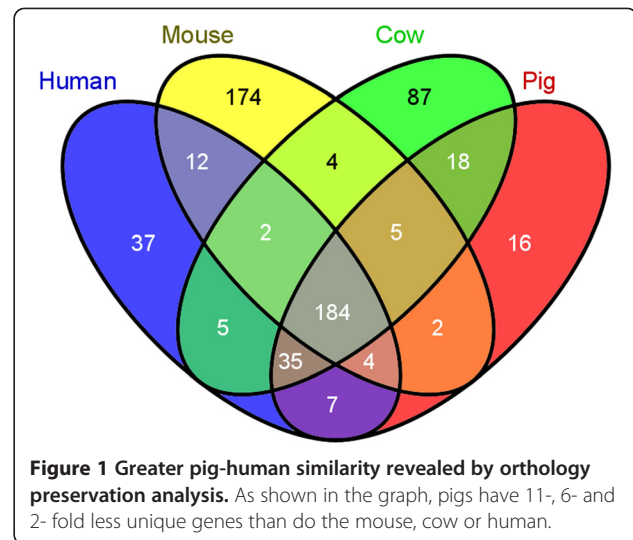 Mouse
Cow
Human
Pig
174
87
12
4
18
37
2
5
16
184
5
2
35
4
7
Figure 1 Greater pig-human similarity revealed by orthology
preservation analysis. As shown in the graph, pigs have 11-, 6- and
2- fold less unique genes than do the mouse, cow or human.